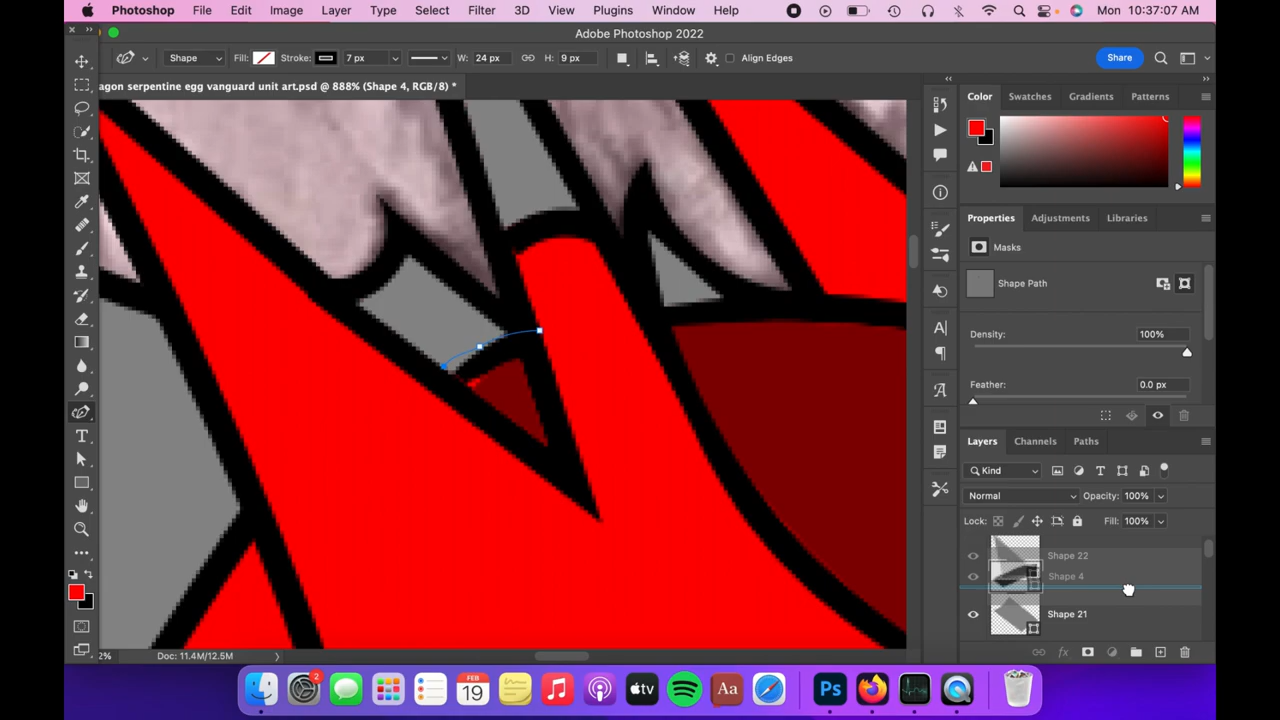 Photoshop File Edit Image Layer Type Select Filter 3D View Plugins Window Help Mon 10:37:07 AM
Adobe Photoshop 2022
Shape Fill: Stroke: 7 px W: 24 px H: 9 px Align Edges Share
agon serpentine egg vanguard unit art.psd @ 888% (Shape 4, RGB/8) *
Color Swatches Gradients Patterns
Properties Adjustments Libraries
Masks
Shape Path
Density: 100%
Feather: 0.0 px
Layers Channels Paths
Kind
Normal Opacity: 100%
Lock: Fill: 100%
Shape 22
Shape 4
Shape 21
2% Doc: 11.4M/12.5M
2
FEB
19
tv
Aa
Ps